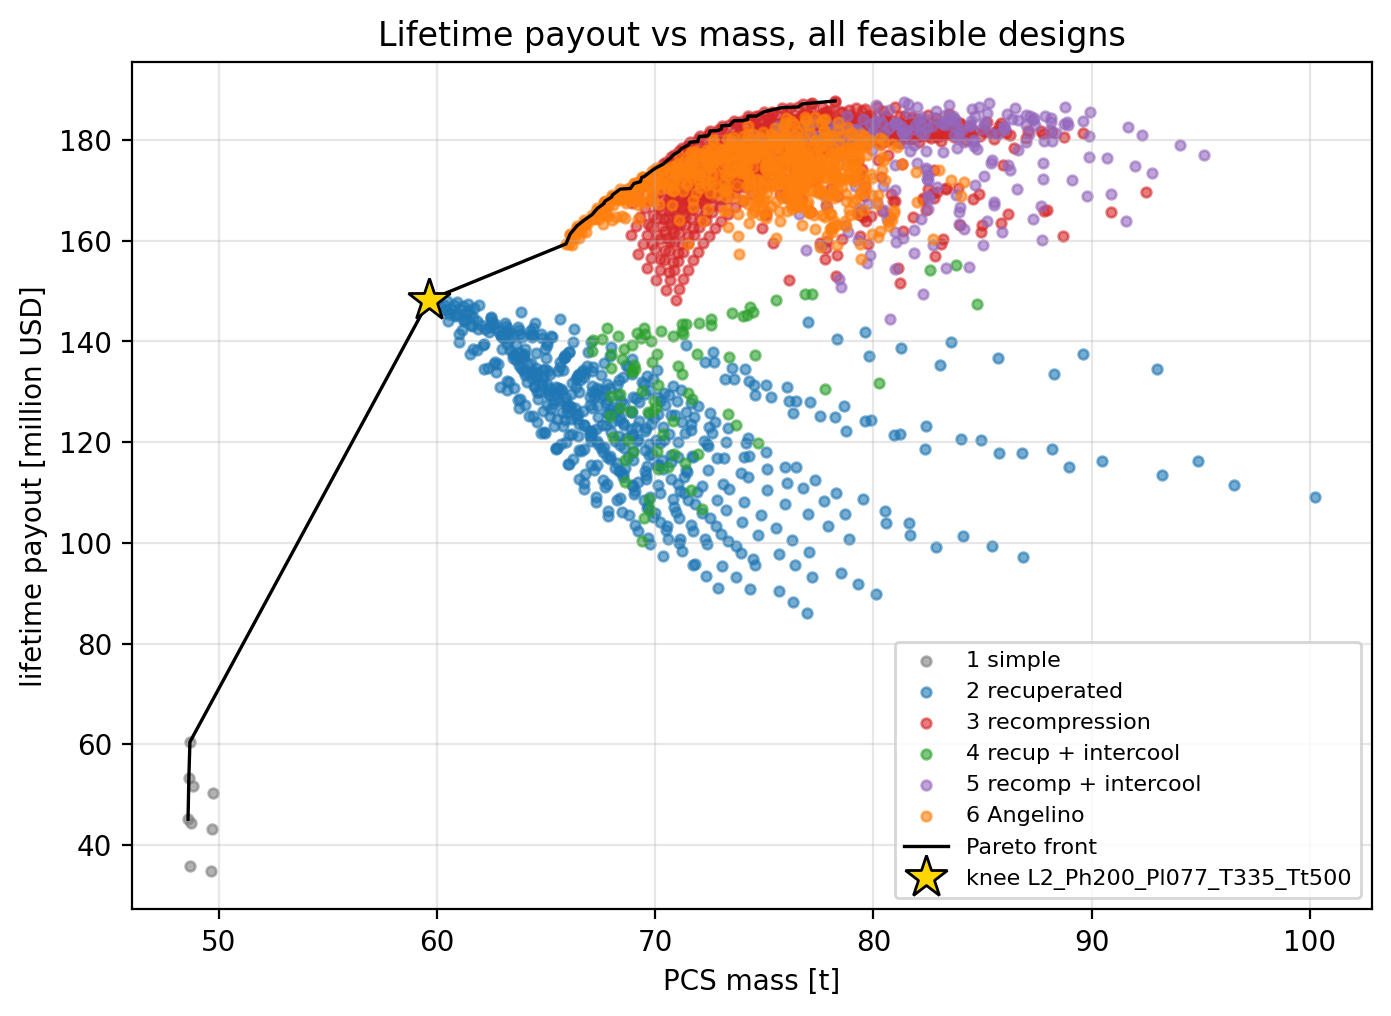 Lifetime payout vs mass, all feasible designs
lifetime payout [million USD]
180
160
140
120
100
80
60
40
50
60
70
80
90
100
PCS mass [t]
1 simple
2 recuperated
3 recompression
4 recup + intercool
5 recomp + intercool
6 Angelino
Pareto front
knee L2_Ph200_Pl077_T335_Tt500